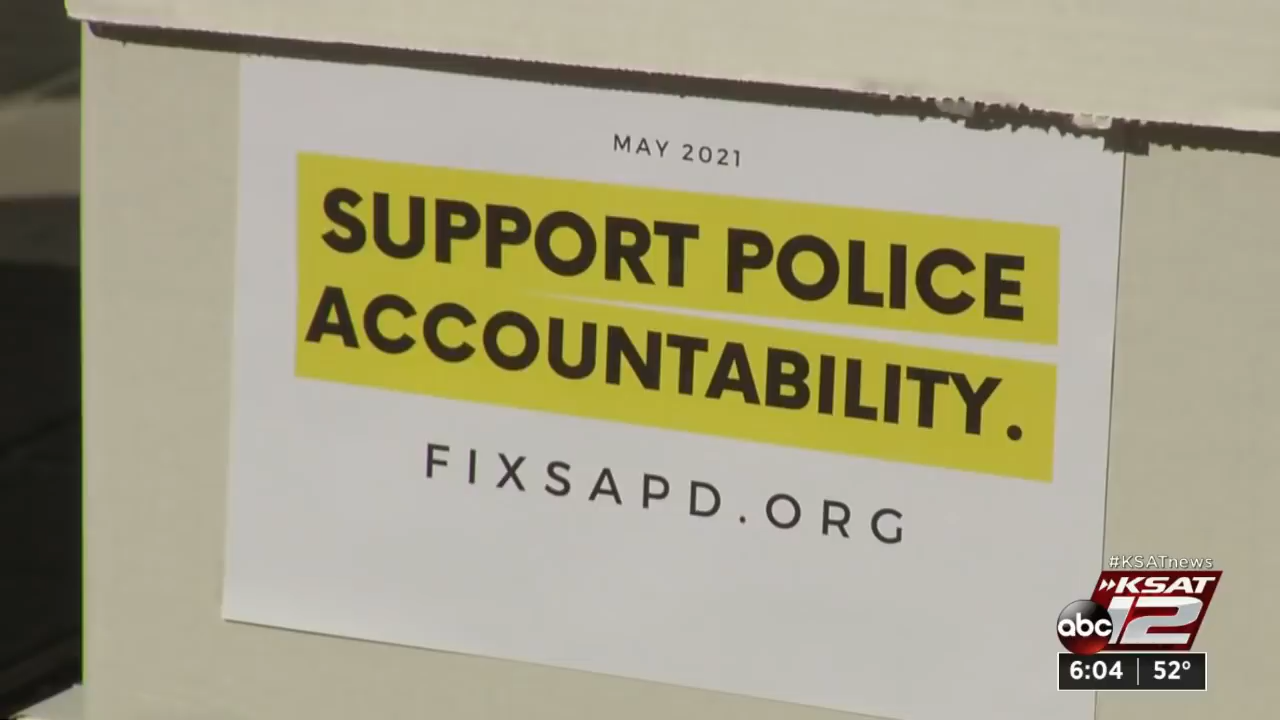 MAY 2021
SUPPORT POLICE
ACCOUNTABILITY.
FIXSAPD.ORG
#KSATnews
KSAT
abc 12
6:04 52°